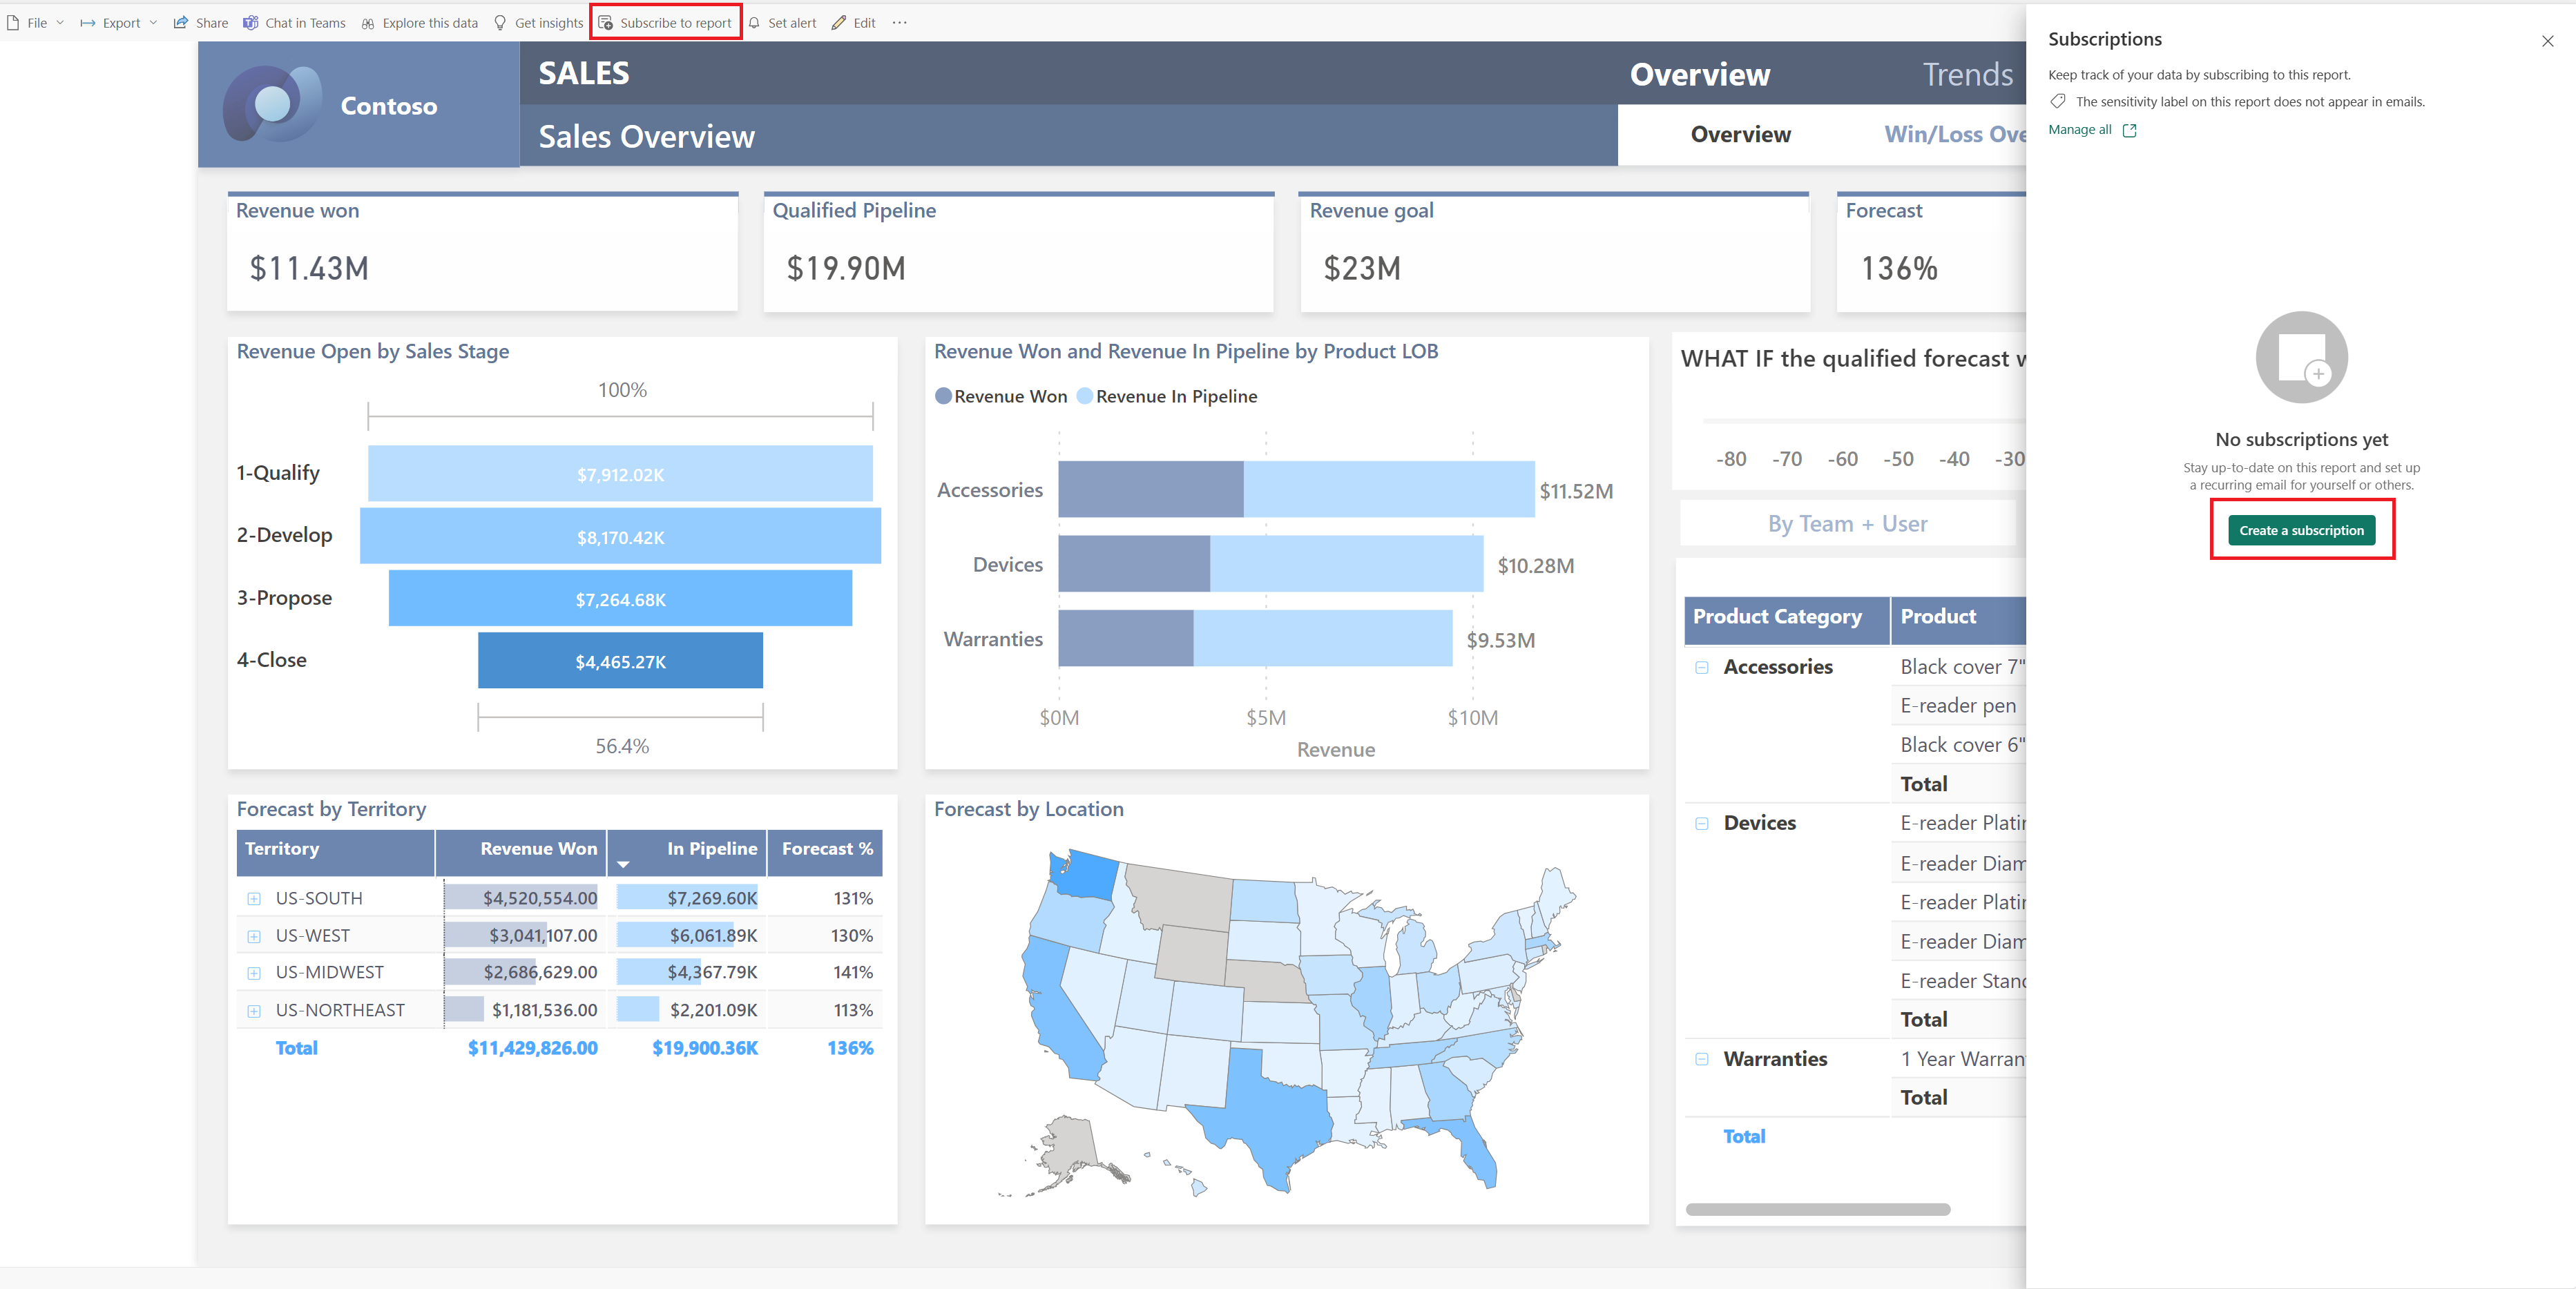 File
Export
Share
Chat in Teams
Explore this data
Get insights
Subscribe to report
Set alert
Edit
Contoso
SALES
Sales Overview
Overview
Trends
Overview
Win/Loss Ove
Revenue won
$11.43M
Qualified Pipeline
$19.90M
Revenue goal
$23M
Forecast
136%
Revenue Open by Sales Stage
100%
1-Qualify $7,912.02K
2-Develop $8,170.42K
3-Propose $7,264.68K
4-Close $4,465.27K
56.4%
Revenue Won and Revenue In Pipeline by Product LOB
Revenue Won Revenue In Pipeline
Accessories $11.52M
Devices $10.28M
Warranties $9.53M
$0M $5M $10M
Revenue
WHAT IF the qualified forecast w
-80 -70 -60 -50 -40 -30
By Team + User
Product Category Product
Accessories Black cover 7"
E-reader pen
Black cover 6"
Total
Devices E-reader Platin
E-reader Diam
E-reader Platin
E-reader Diam
E-reader Stand
Total
Warranties 1 Year Warran
Total
Total
Forecast by Territory
Territory Revenue Won In Pipeline Forecast %
US-SOUTH $4,520,554.00 $7,269.60K 131%
US-WEST $3,041,107.00 $6,061.89K 130%
US-MIDWEST $2,686,629.00 $4,367.79K 141%
US-NORTHEAST $1,181,536.00 $2,201.09K 113%
Total $11,429,826.00 $19,900.36K 136%
Forecast by Location
Subscriptions
Keep track of your data by subscribing to this report.
The sensitivity label on this report does not appear in emails.
Manage all
No subscriptions yet
Stay up-to-date on this report and set up
a recurring email for yourself or others.
Create a subscription